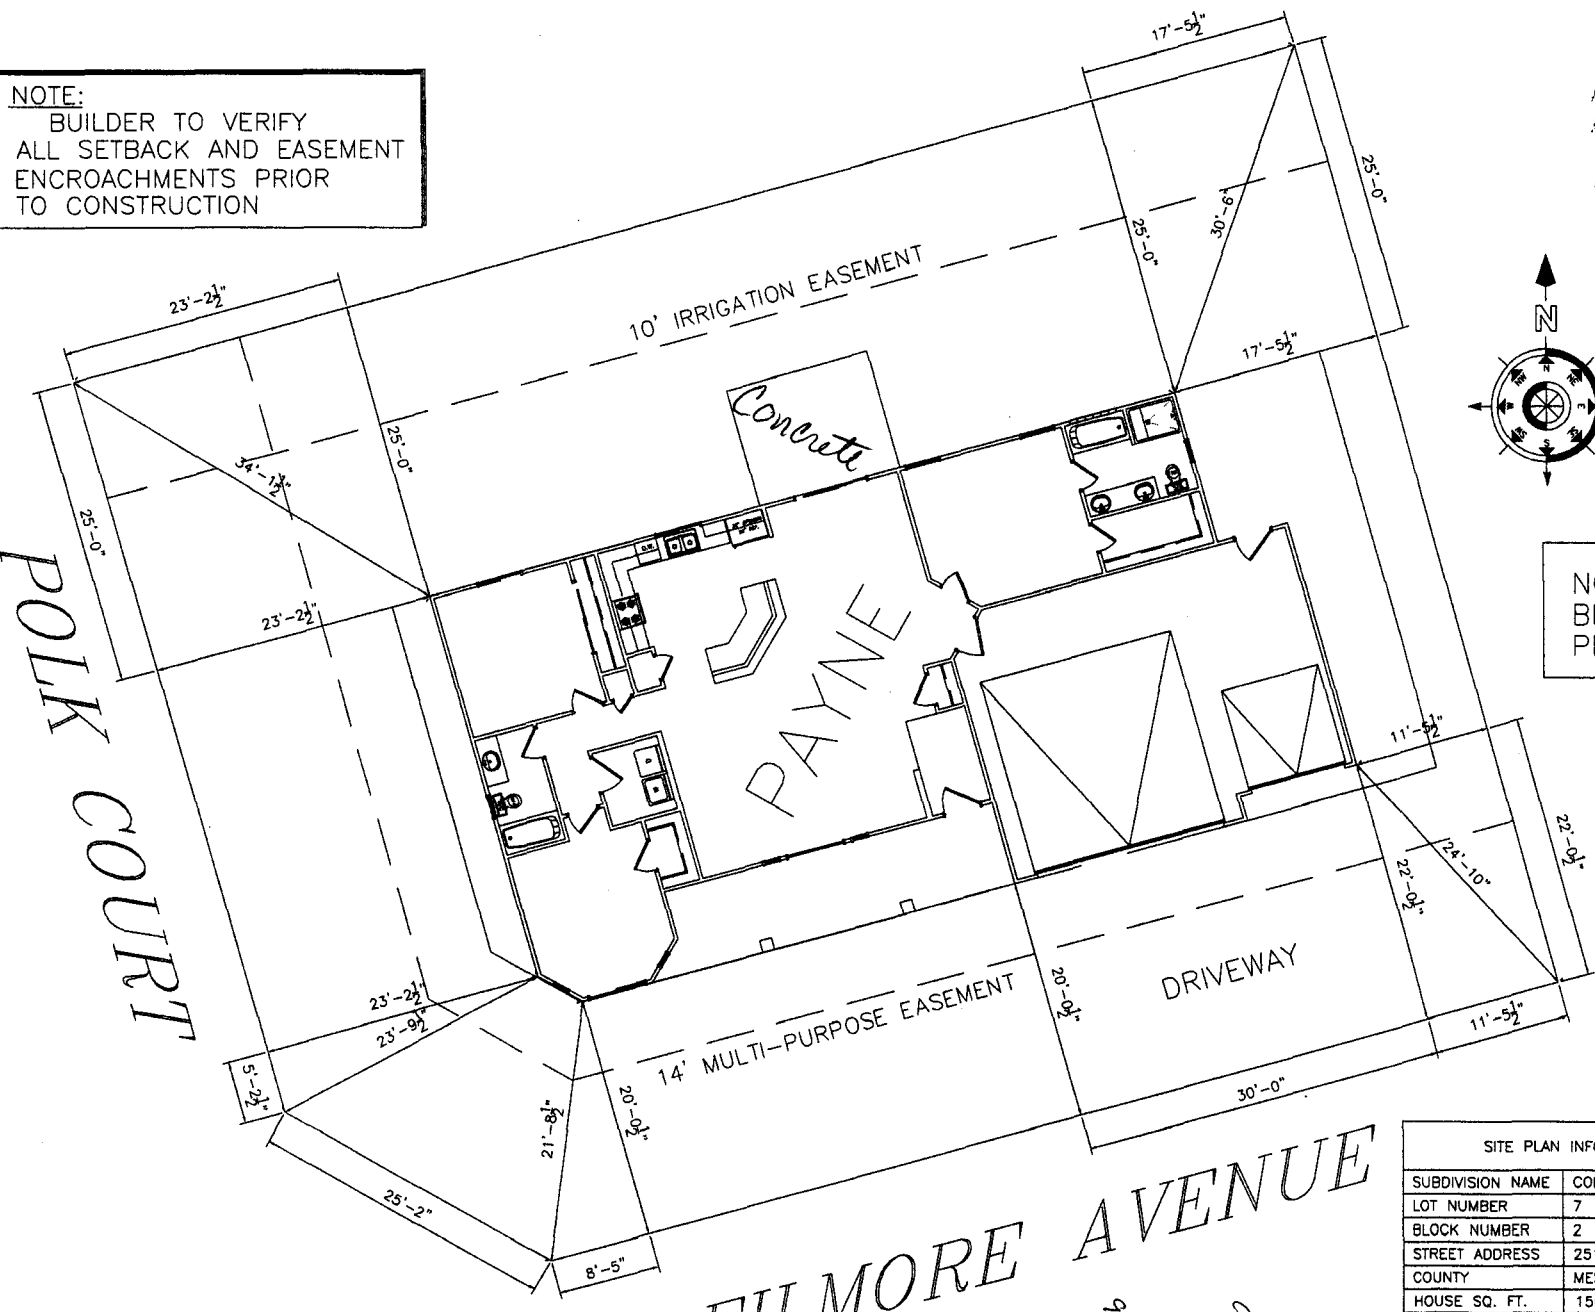 NOTE:
BUILDER TO VERIFY
ALL SETBACK AND EASEMENT
ENCROACHMENTS PRIOR
TO CONSTRUCTION
17'-5½"
25'-0"
30'-6"
25'-0"
17'-5½"
23'-2½"
10' IRRIGATION EASEMENT
Concrete
25'-0"
34'-1½"
25'-0"
23'-2½"
N
N
NE
E
S
SW
W
NW
POLK COURT
D.W.
PAYNE
11'-5½"
22'-0½"
24'-10"
22'-0½"
DRIVEWAY
20'-0½"
14' MULTI-PURPOSE EASEMENT
23'-2½"
23'-9½"
5'-2½"
21'-8½"
20'-0½"
25'-2"
8'-5"
30'-0"
11'-5½"
AVENUE
SITE PLAN
SUBDIVISION NAME
LOT NUMBER 7
BLOCK NUMBER 2
STREET ADDRESS
COUNTY
HOUSE SQ. FT.